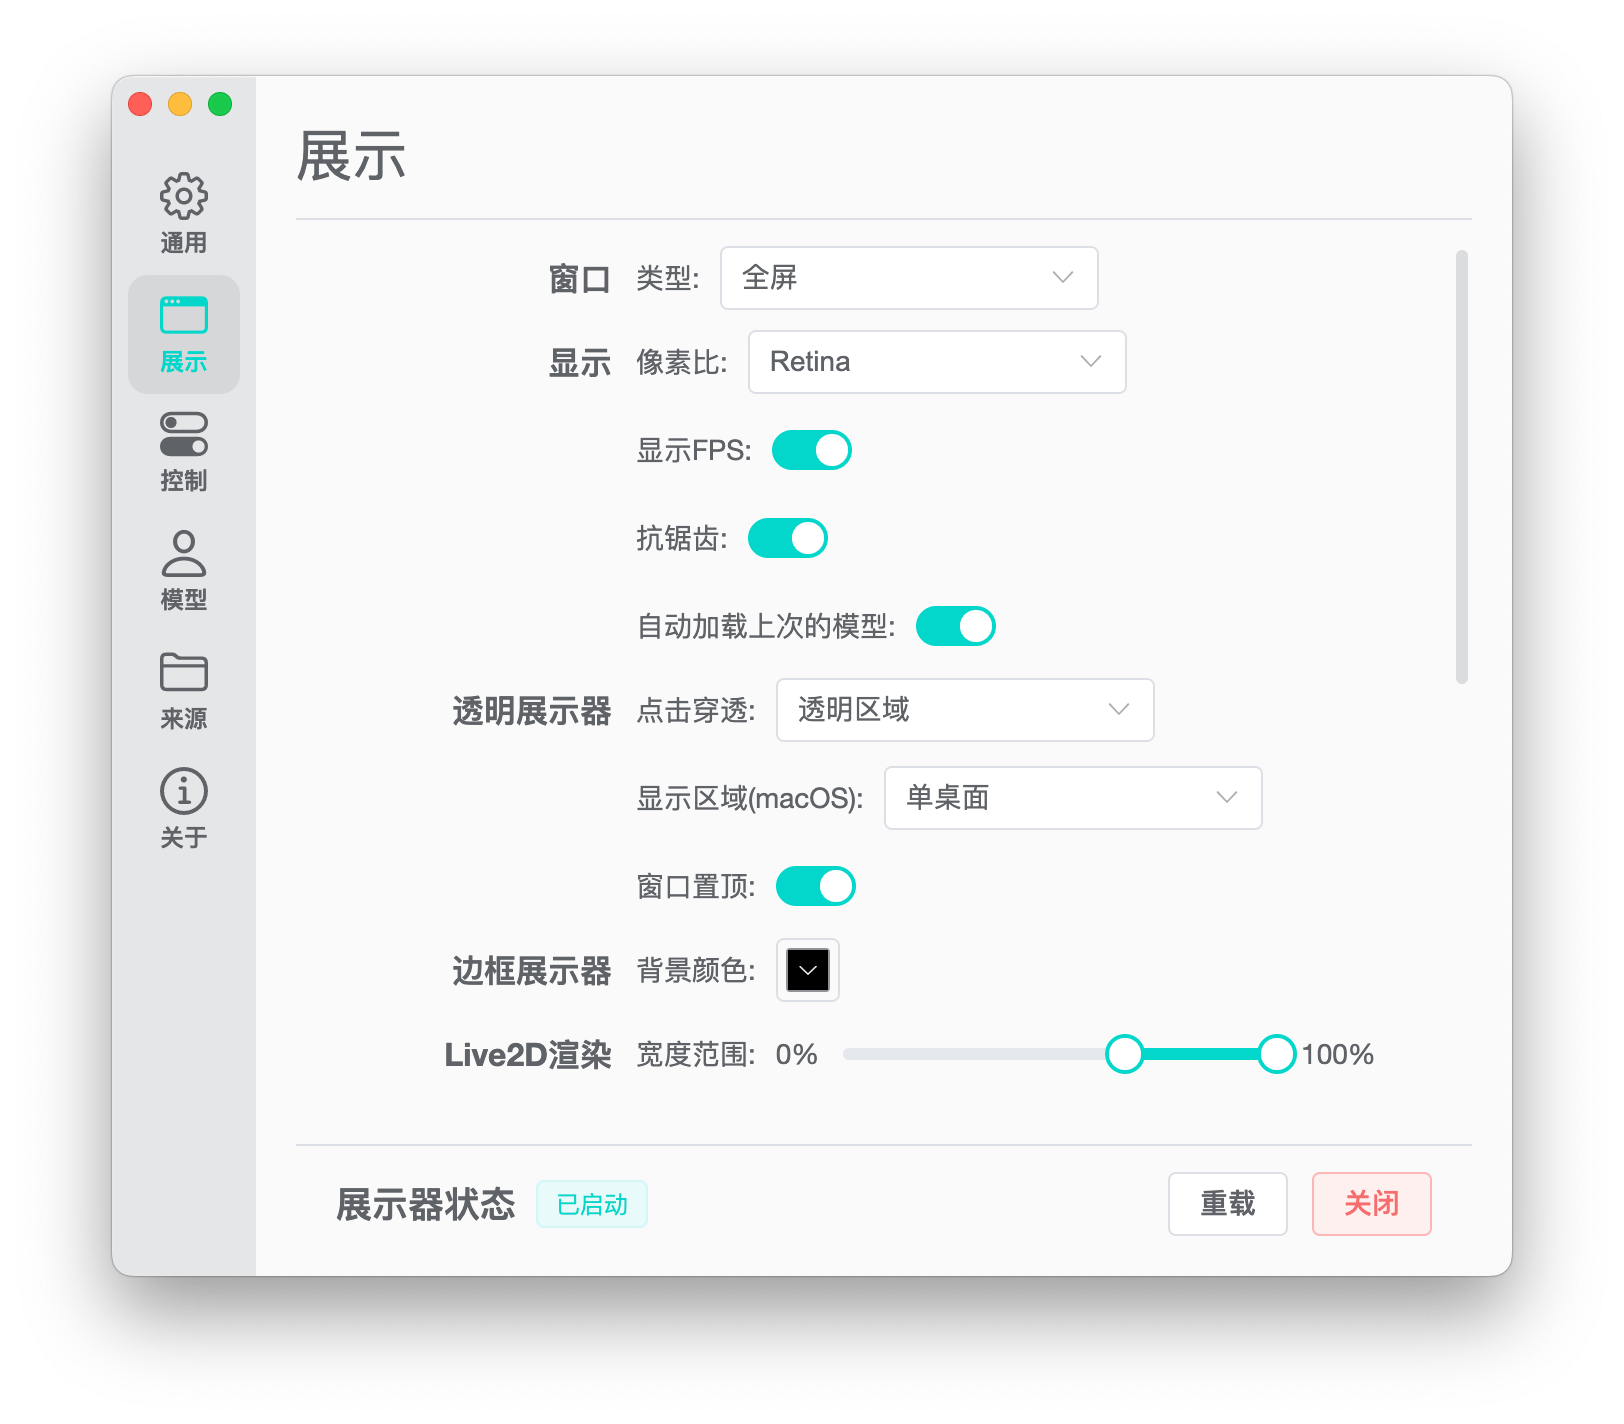 展示
通用
展示
控制
模型
来源
关于
窗口 类型: 全屏
显示 像素比: Retina
显示FPS:
抗锯齿:
自动加载上次的模型:
透明展示器 点击穿透: 透明区域
显示区域(macOS): 单桌面
窗口置顶:
边框展示器 背景颜色:
Live2D渲染 宽度范围: 0% 100%
展示器状态 已启动 重载 关闭